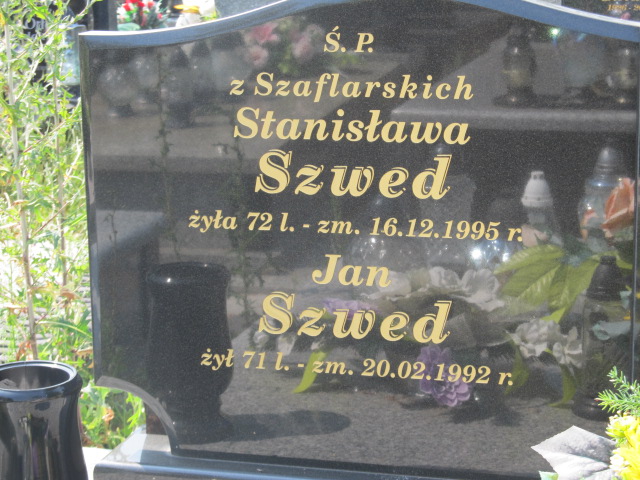 Ś. P.
z Szaflarskich
Stanisława
Szwed
żyła 72 l. - zm. 16.12.1995 r.
Jan
Szwed
żył 71 l. - zm. 20.02.1992 r.